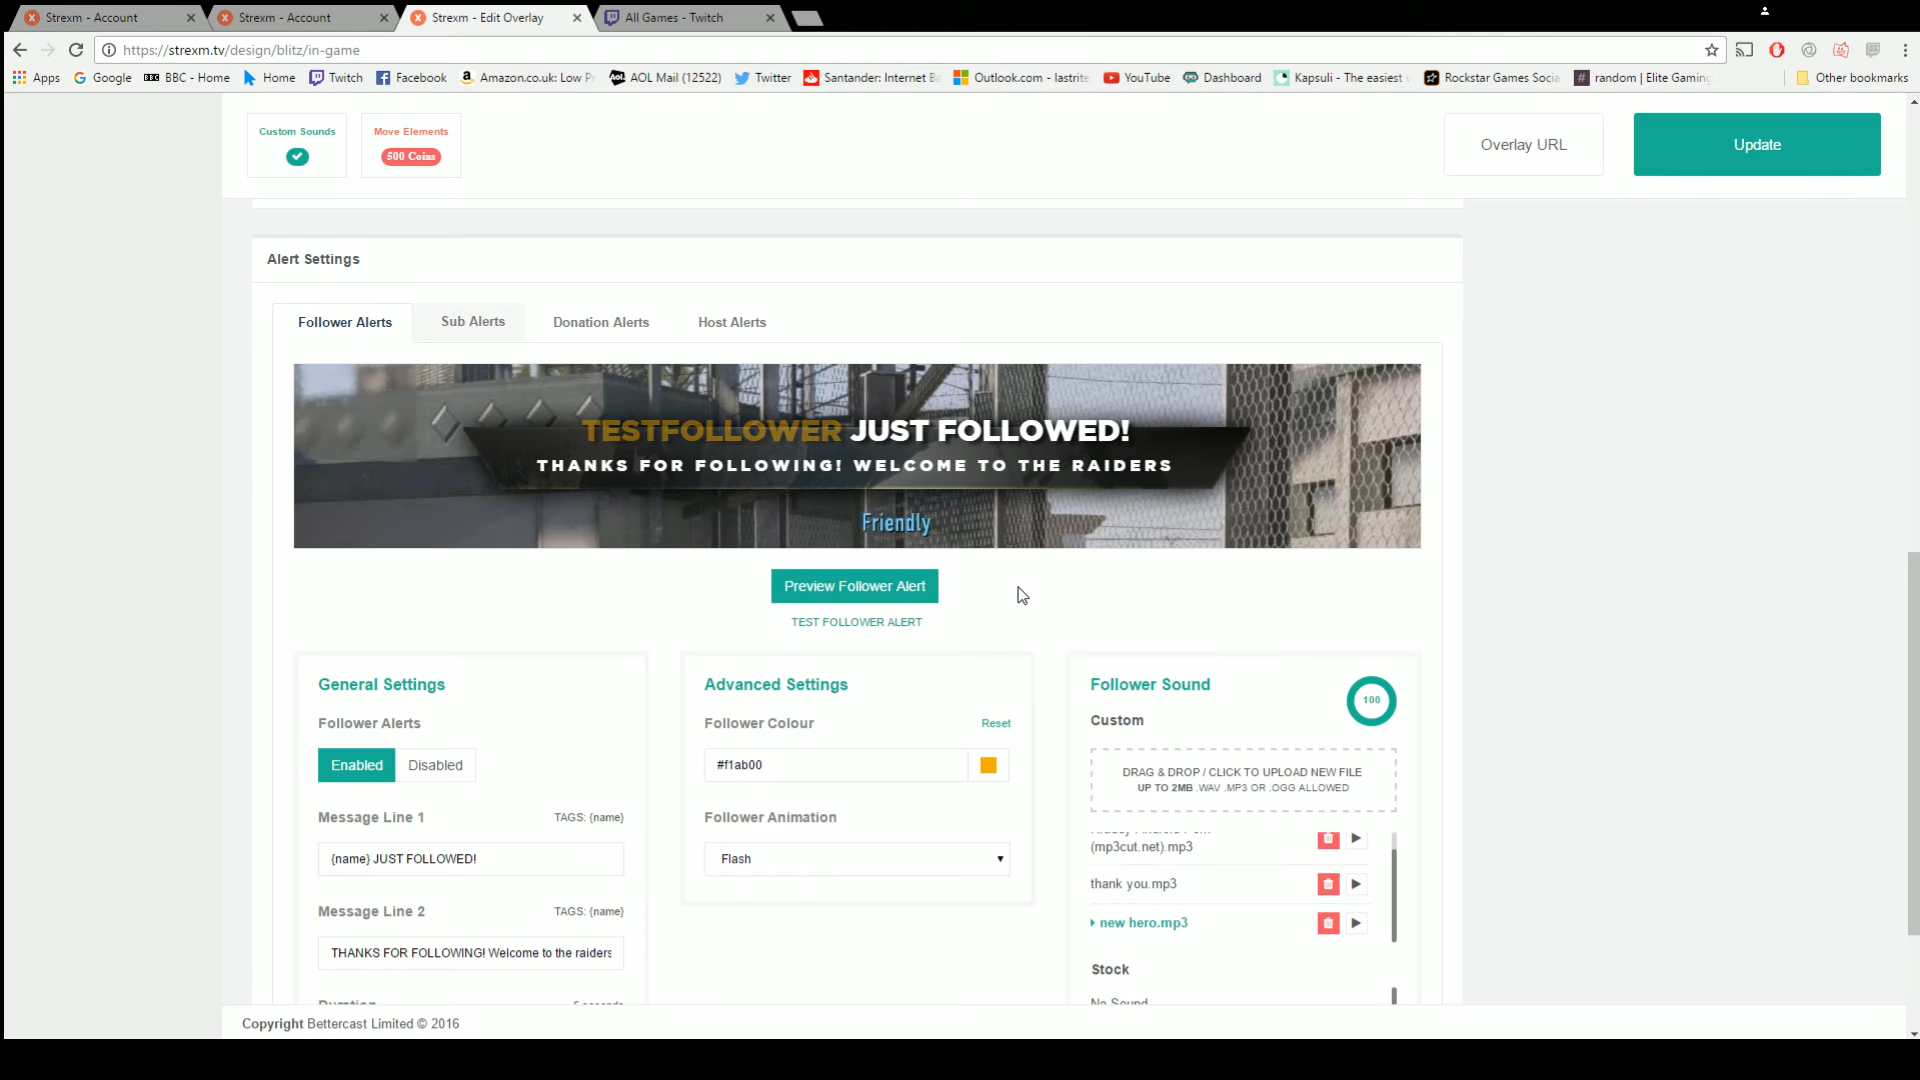 Strexm - Account
Strexm - Account
Strexm - Edit Overlay
All Games - Twitch
https://strexm.tv/design/blitz/in-game
Apps
Google
BBC BBC - Home
Home
Twitch
Facebook
Amazon.co.uk: Low P
Aol. AOL Mail (12522)
Twitter
Santander: Internet B
Outlook.com - lastrite
YouTube
Dashboard
Kapsuli - The easiest
Rockstar Games Socia
# random | Elite Gaming
Other bookmarks
Custom Sounds
Move Elements
500 Coins
Overlay URL
Update
Alert Settings
Follower Alerts
Sub Alerts
Donation Alerts
Host Alerts
TESTFOLLOWER JUST FOLLOWED!
THANKS FOR FOLLOWING! WELCOME TO THE RAIDERS
Friendly
Preview Follower Alert
TEST FOLLOWER ALERT
General Settings
Follower Alerts
Enabled
Disabled
Message Line 1
TAGS: {name}
{name} JUST FOLLOWED!
Message Line 2
TAGS: {name}
THANKS FOR FOLLOWING! Welcome to the raiders
Duration
5 seconds
Advanced Settings
Follower Colour
Reset
#f1ab00
Follower Animation
Flash
Follower Sound
100
Custom
DRAG & DROP / CLICK TO UPLOAD NEW FILE
UP TO 2MB .WAV .MP3 OR .OGG ALLOWED
(mp3cut.net).mp3
thank you.mp3
new hero.mp3
Stock
No Sound
Copyright Bettercast Limited © 2016